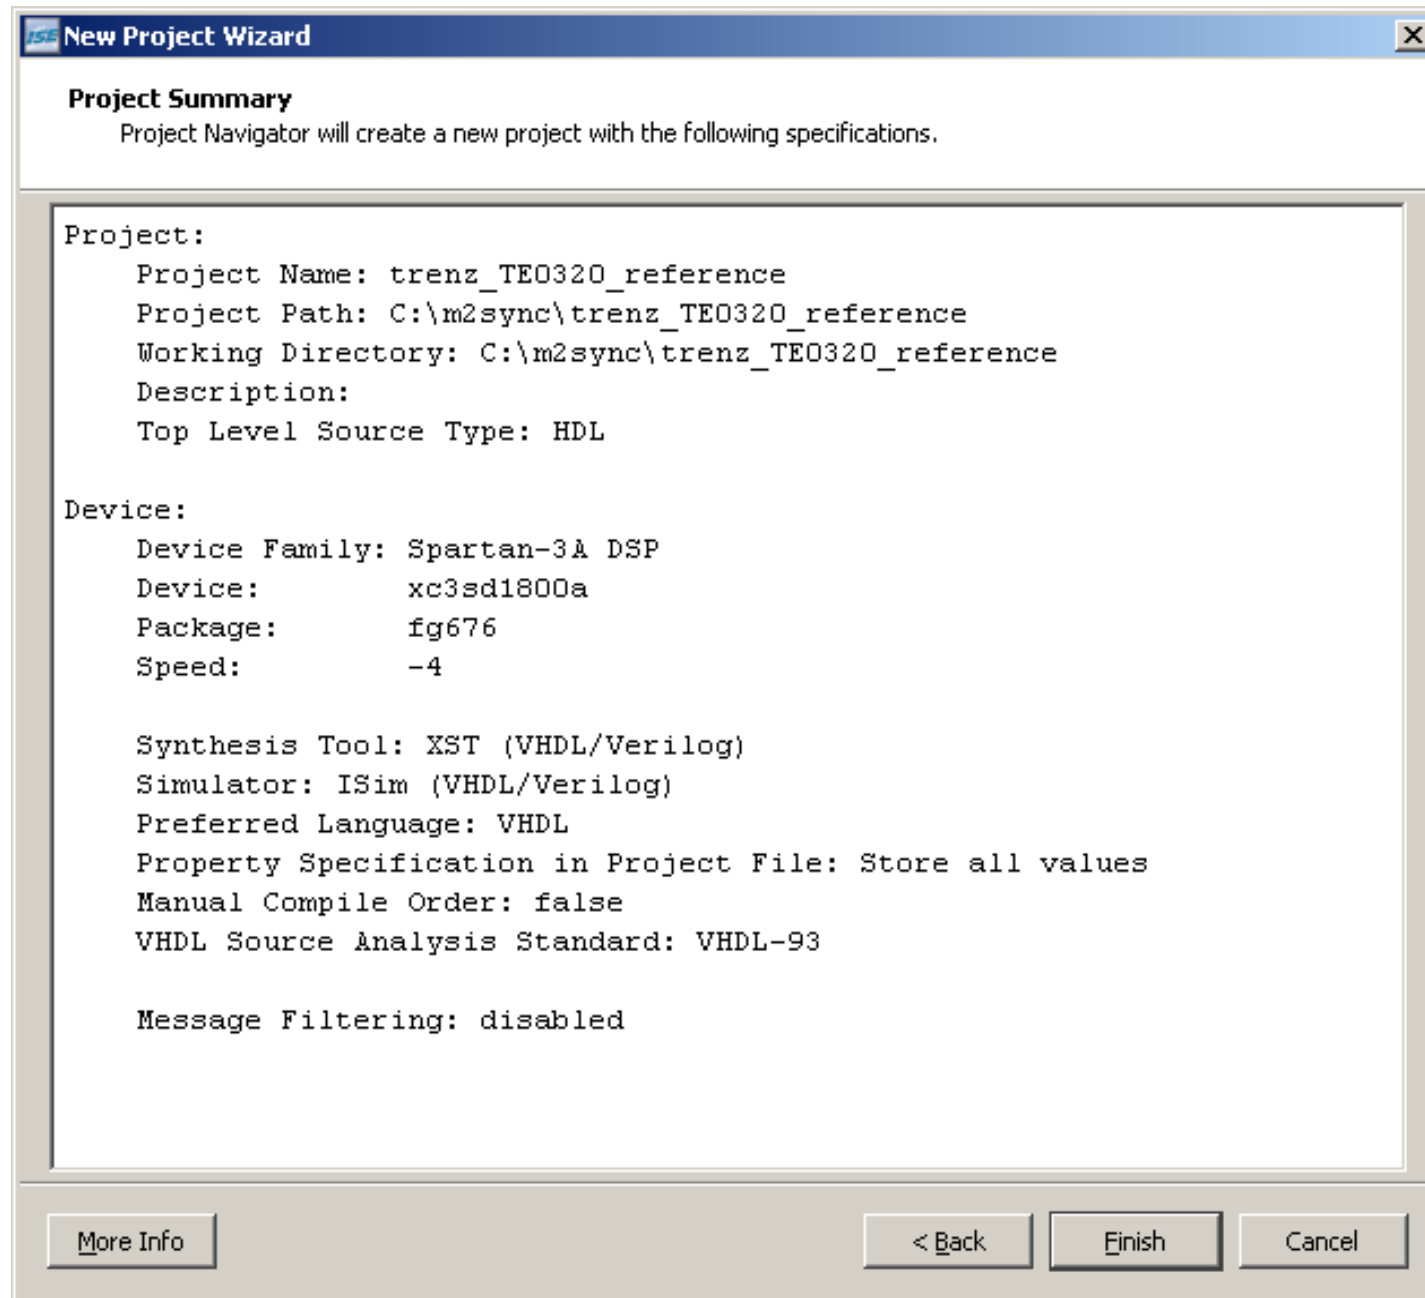 ISE New Project Wizard
Project Summary
Project Navigator will create a new project with the following specifications.
Project:
Project Name: trenz_TE0320_reference
Project Path: C:\m2sync\trenz_TE0320_reference
Working Directory: C:\m2sync\trenz_TE0320_reference
Description:
Top Level Source Type: HDL
Device:
Device Family: Spartan-3A DSP
Device: xc3sd1800a
Package: fg676
Speed: -4
Synthesis Tool: XST (VHDL/Verilog)
Simulator: ISim (VHDL/Verilog)
Preferred Language: VHDL
Property Specification in Project File: Store all values
Manual Compile Order: false
VHDL Source Analysis Standard: VHDL-93
Message Filtering: disabled
More Info < Back Finish Cancel